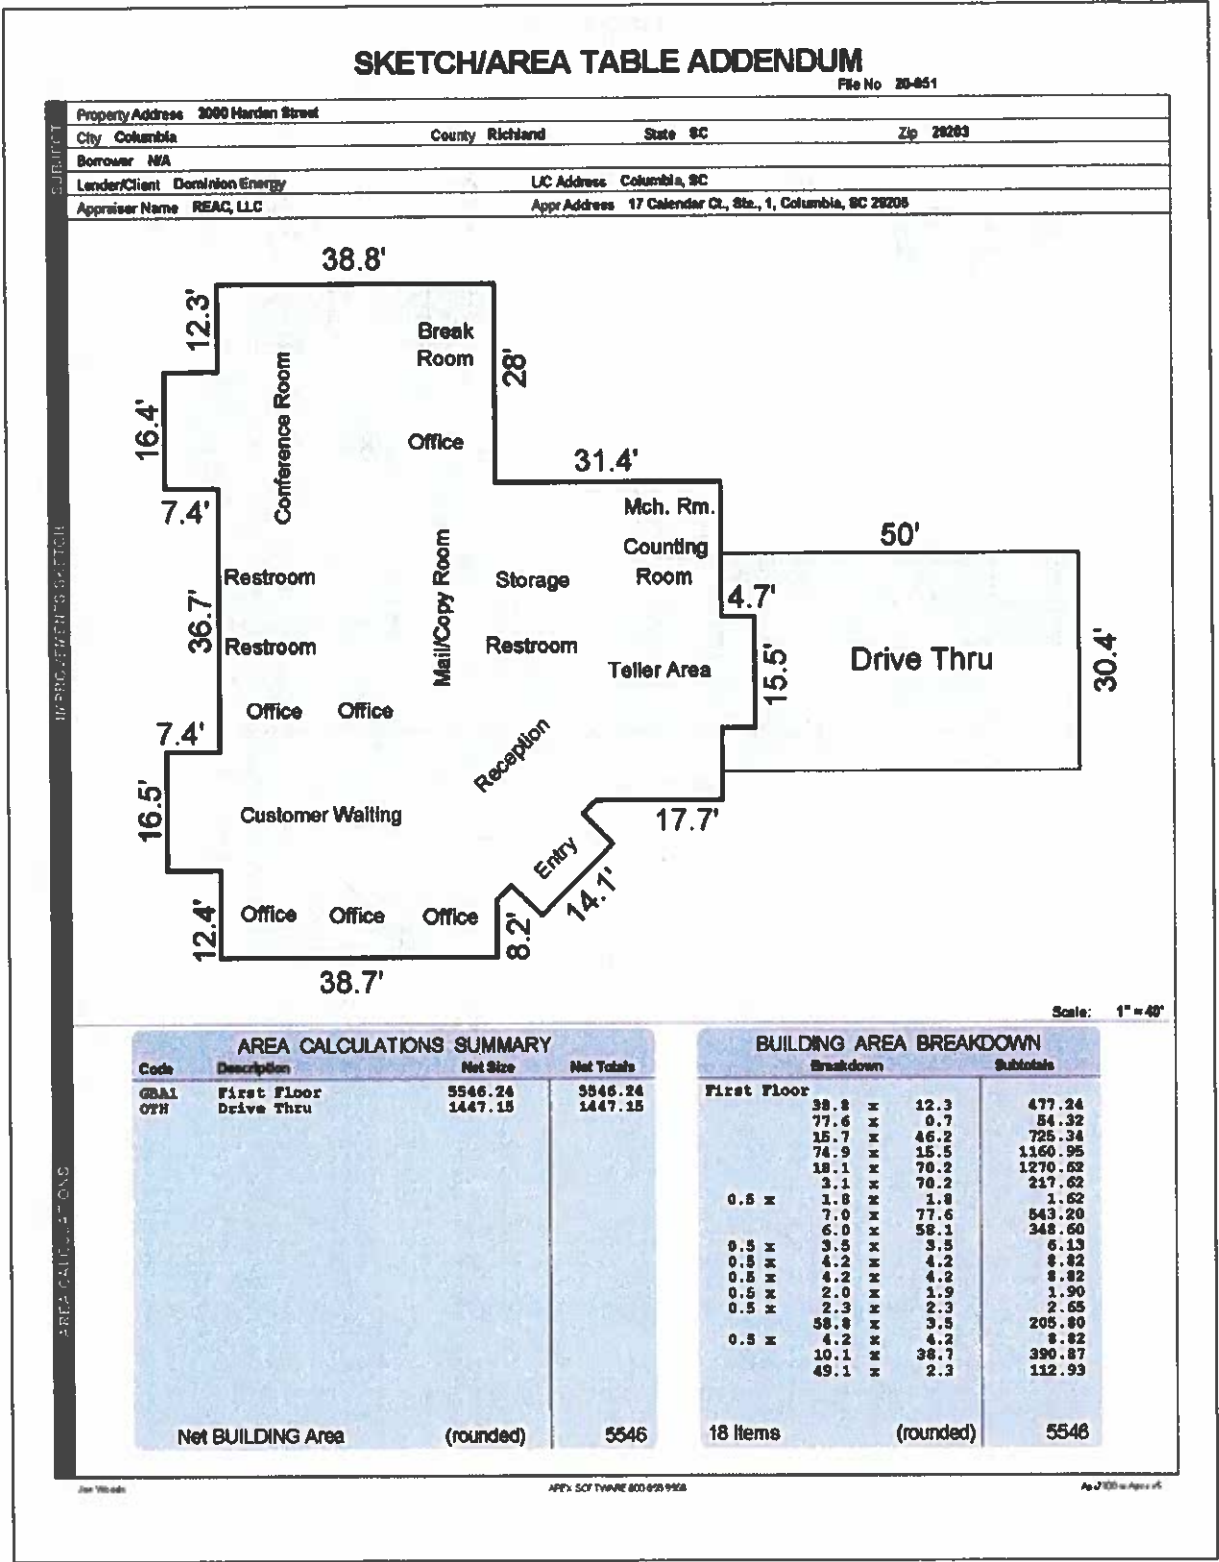 SKETCH/AREA TABLE ADDENDUM
File No 20-051
SUBJECT
Property Address 2000 Harden Street
City Columbia County Richland State SC Zip 29203
Borrower N/A
Lender/Client Dominion Energy L/C Address Columbia, SC
Appraiser Name REAC, LLC Appr Address 17 Calendar Ct., Ste., 1, Columbia, SC 29206
IMPROVEMENTS SKETCH
38.8'
12.3'
Break
Room
28'
Conference Room
16.4'
Office
31.4'
7.4'
Mch. Rm.
Counting
Room
50'
Mail/Copy Room
Restroom
Storage
4.7'
36.7'
Restroom
Restroom
Teller Area
15.5'
Drive Thru
30.4'
Office Office
7.4'
Reception
16.5'
Customer Waiting
17.7'
Entry
14.1'
12.4'
Office Office Office
8.2'
38.7'
Scale: 1" = 40'
AREA CALCULATIONS
AREA CALCULATIONS SUMMARY
Code Description Net Size Net Totals
GBA1 First Floor 5546.24 5546.24
OTH Drive Thru 1447.15 1447.15
Net BUILDING Area (rounded) 5546
BUILDING AREA BREAKDOWN
Breakdown Subtotals
First Floor
38.8 x 12.3 477.24
77.6 x 0.7 54.32
15.7 x 46.2 725.34
74.9 x 15.5 1160.95
18.1 x 70.2 1270.62
3.1 x 70.2 217.62
0.5 x 1.8 x 1.8 1.62
7.0 x 77.6 543.20
6.0 x 58.1 348.60
0.5 x 3.5 x 3.5 6.13
0.5 x 4.2 x 4.2 8.82
0.5 x 4.2 x 4.2 8.82
0.5 x 2.0 x 1.9 1.90
0.5 x 2.3 x 2.3 2.65
58.8 x 3.5 205.80
0.5 x 4.2 x 4.2 8.82
10.1 x 38.7 390.87
49.1 x 2.3 112.93
18 Items (rounded) 5546
Jon Woods
APEX SOFTWARE 800-858-9958